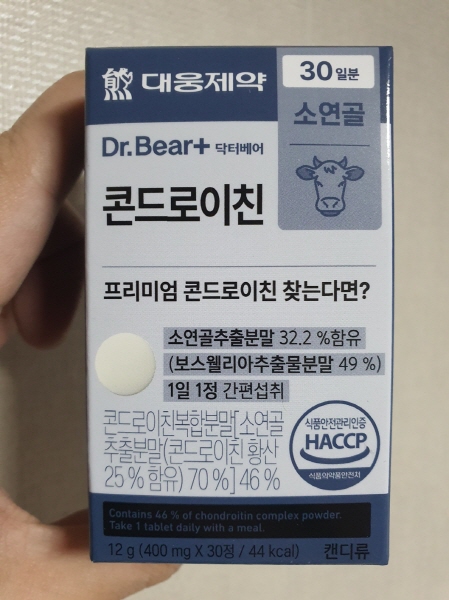 대웅제약
30일분
소연골
Dr.Bear+ 닥터베어
콘드로이친
프리미엄 콘드로이친 찾는다면?
소연골추출분말 32.2 %함유
(보스웰리아추출물분말 49 %)
1일 1정 간편섭취
콘드로이친복합분말[소연골
추출분말(콘드로이친 황산
25 % 함유) 70 %] 46 %
식품안전관리인증
HACCP
식품의약품안전처
Contains 46 % of chondroitin complex powder.
Take 1 tablet daily with a meal.
12 g (400 mg X 30정 / 44 kcal)
캔디류